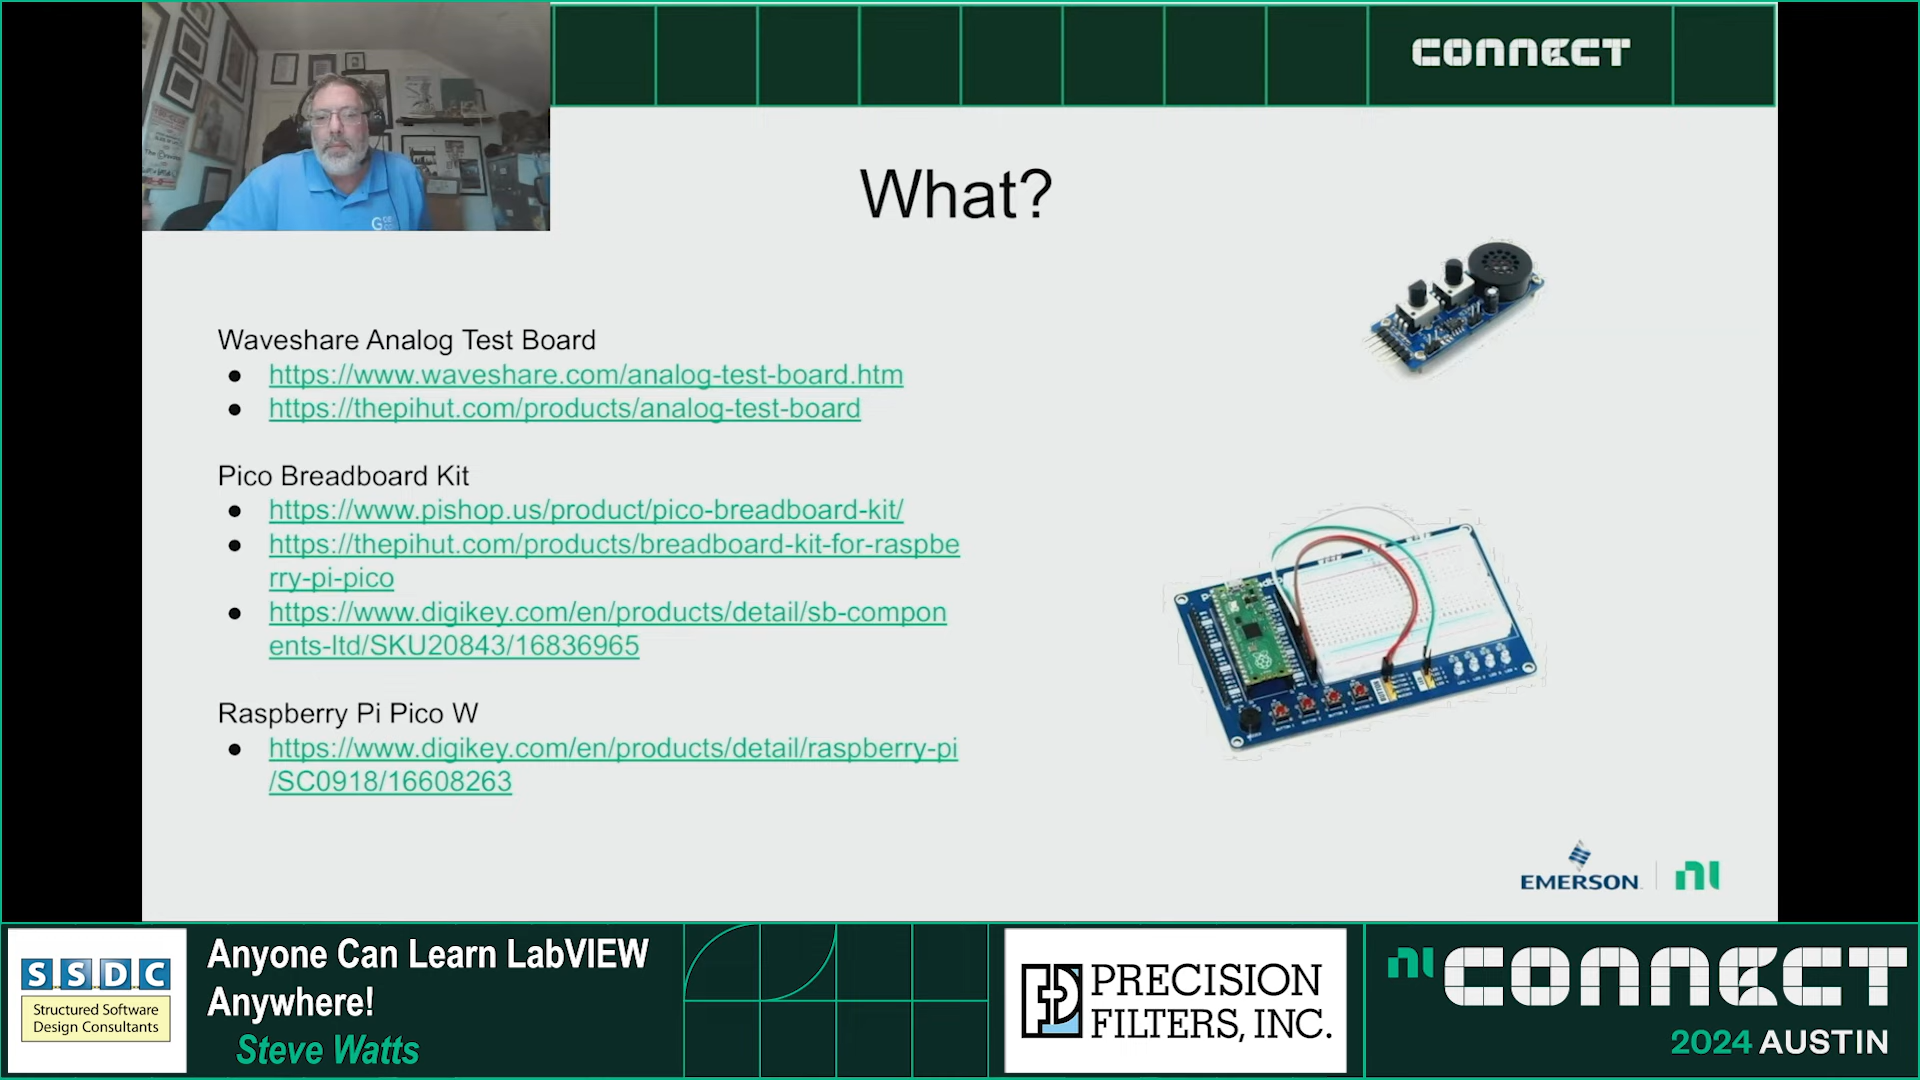 CONNECT
What?
Waveshare Analog Test Board
● https://www.waveshare.com/analog-test-board.htm
● https://thepihut.com/products/analog-test-board
Pico Breadboard Kit
● https://www.pishop.us/product/pico-breadboard-kit/
● https://thepihut.com/products/breadboard-kit-for-raspbe
rry-pi-pico
● https://www.digikey.com/en/products/detail/sb-compon
ents-ltd/SKU20843/16836965
Raspberry Pi Pico W
● https://www.digikey.com/en/products/detail/raspberry-pi
/SC0918/16608263
EMERSON
ni
SSDC
Structured Software
Design Consultants
Anyone Can Learn LabVIEW
Anywhere!
Steve Watts
PRECISION
FILTERS, INC.
ni CONNECT
2024 AUSTIN